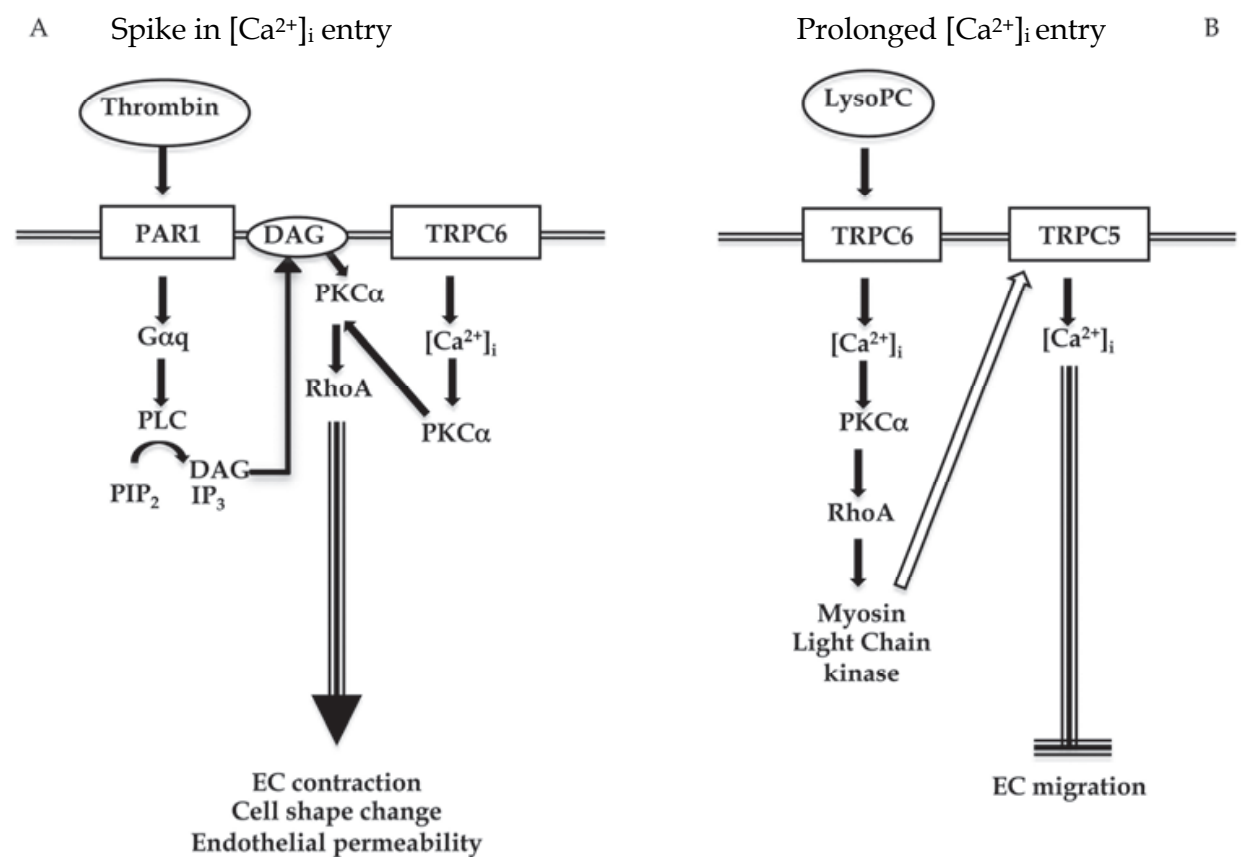 A
Spike in [Ca²⁺]ᵢ entry
Thrombin
PAR1
DAG
TRPC6
PKCα
Gαq
[Ca²⁺]ᵢ
RhoA
PLC
PKCα
DAG
PIP₂
IP₃
EC contraction
Cell shape change
Endothelial permeability
Prolonged [Ca²⁺]ᵢ entry
B
LysoPC
TRPC6
TRPC5
[Ca²⁺]ᵢ
[Ca²⁺]ᵢ
PKCα
RhoA
Myosin
Light Chain
kinase
EC migration